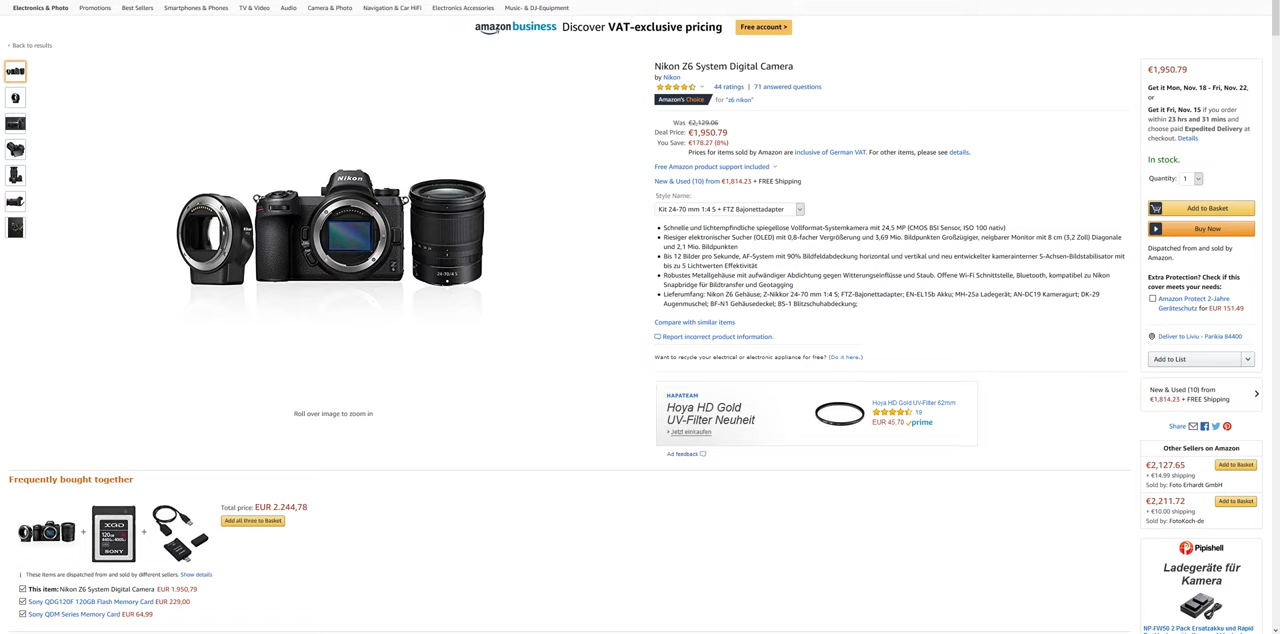 Electronics & Photo Promotions Best Sellers Smartphones & Phones TV & Video Audio Camera & Photo Navigation & Car HiFi Electronics Accessories Music- & DJ-Equipment
amazon business Discover VAT-exclusive pricing Free account >
‹ Back to results
Nikon Z6 System Digital Camera
by Nikon
44 ratings | 71 answered questions
Amazon's Choice for "z6 nikon"
Was €2,129.06
Deal Price: €1,950.79
You Save: €178.27 (8%)
Prices for items sold by Amazon are inclusive of German VAT. For other items, please see details.
Free Amazon product support included
New & Used (10) from €1,814.23 + FREE Shipping
Style Name:
Kit 24-70 mm 1:4 S + FTZ Bajonettadapter
• Schnelle und lichtempfindliche spiegellose Vollformat-Systemkamera mit 24,5 MP (CMOS BSI Sensor, ISO 100 nativ)
• Riesiger elektronischer Sucher (OLED) mit 0,8-facher Vergrößerung und 3,69 Mio. Bildpunkten Großzügiger, neigbarer Monitor mit 8 cm (3,2 Zoll) Diagonale
und 2,1 Mio. Bildpunkten
• Bis 12 Bilder pro Sekunde, AF-System mit 90% Bildfeldabdeckung horizontal und vertikal und neu entwickelter kamerainterner 5-Achsen-Bildstabilisator mit
bis zu 5 Lichtwerten Effektivität
• Robustes Metallgehäuse mit aufwändiger Abdichtung gegen Witterungseinflüsse und Staub. Offene Wi-Fi Schnittstelle, Bluetooth, kompatibel zu Nikon
Snapbridge für Bildtransfer und Geotagging
• Lieferumfang: Nikon Z6 Gehäuse; Z-Nikkor 24-70 mm 1:4 S; FTZ-Bajonettadapter; EN-EL15b Akku; MH-25a Ladegerät; AN-DC19 Kameragurt; DK-29
Augenmuschel; BF-N1 Gehäusedeckel; BS-1 Blitzschuhabdeckung;
Compare with similar items
Report incorrect product information.
Want to recycle your electrical or electronic appliance for free? (Do it here.)
HAPATEAM
Hoya HD Gold
UV-Filter Neuheit
› Jetzt einkaufen
Hoya HD Gold UV-Filter 52mm
19
EUR 45,70 prime
Ad feedback
Nikon
24-70/4 S
Roll over image to zoom in
€1,950.79
Get it Mon, Nov. 18 - Fri, Nov. 22,
or
Get it Fri, Nov. 15 if you order
within 23 hrs and 31 mins and
choose paid Expedited Delivery at
checkout. Details
In stock.
Quantity: 1
Add to Basket
Buy Now
Dispatched from and sold by
Amazon.
Extra Protection? Check if this
cover meets your needs:
Amazon Protect 2-Jahre
Geräteschutz for EUR 151.49
Deliver to Liviu - Parikia 84400
Add to List
New & Used (10) from
€1,814.23 + FREE Shipping
Share
Other Sellers on Amazon
€2,127.65 Add to Basket
+ €14.99 shipping
Sold by: Foto Erhardt GmbH
€2,211.72 Add to Basket
+ €10.00 shipping
Sold by: FotoKoch-de
Pipishell
Ladegeräte für
Kamera
NP-FW50 2 Pack Ersatzakku und Rapid
Frequently bought together
XQD
120GB
SONY
Total price: EUR 2.244,78
Add all three to Basket
i These items are dispatched from and sold by different sellers. Show details
This item: Nikon Z6 System Digital Camera EUR 1.950,79
Sony QDG120F 120GB Flash Memory Card EUR 229,00
Sony QDM Series Memory Card EUR 64,99